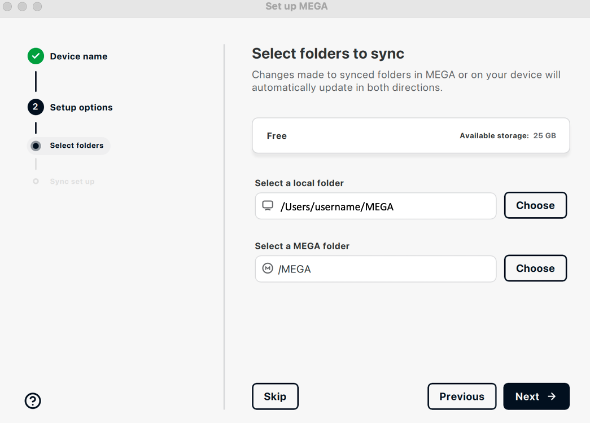 Set up MEGA
Device name
2
Setup options
Select folders
Sync set up
Select folders to sync
Changes made to synced folders in MEGA or on your device will
automatically update in both directions.
Free
Available storage: 25 GB
Select a local folder
/Users/username/MEGA
Choose
Select a MEGA folder
M
/MEGA
Choose
?
Skip
Previous
Next →